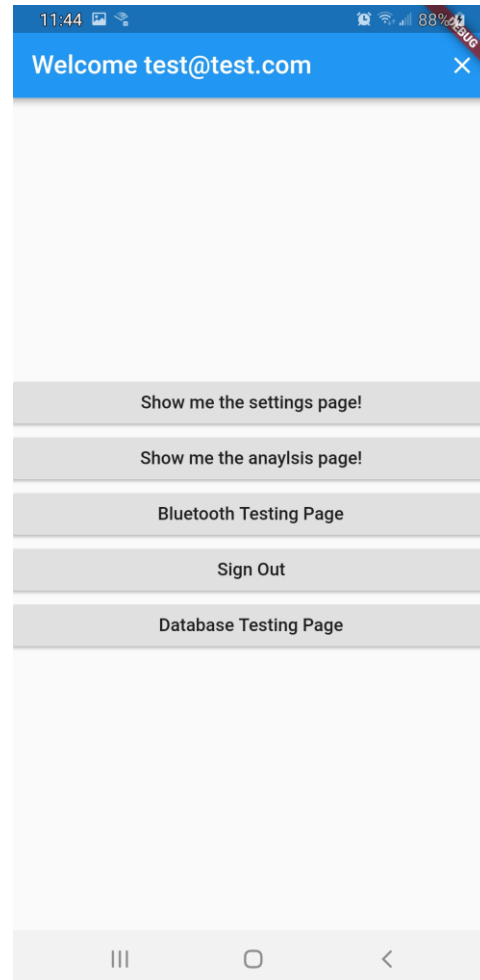 11:44 88%
DEBUG
Welcome test@test.com
Show me the settings page!
Show me the anaylsis page!
Bluetooth Testing Page
Sign Out
Database Testing Page